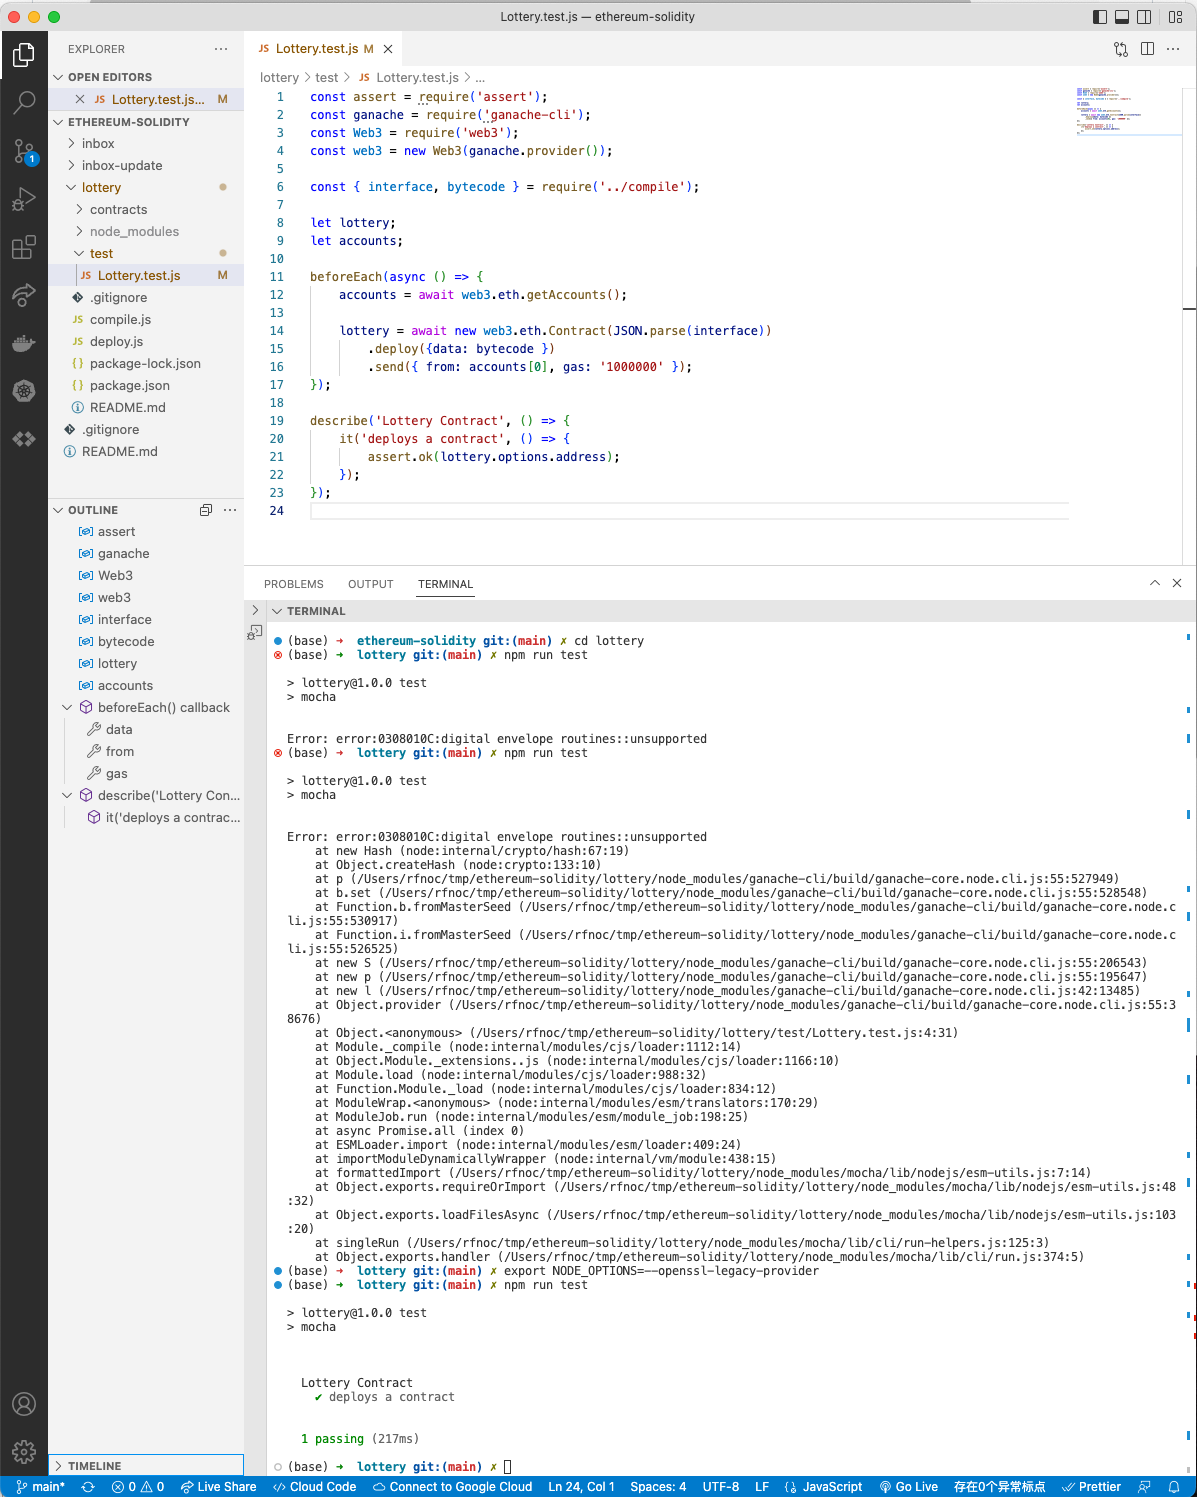 Lottery.test.js — ethereum-solidity
EXPLORER
OPEN EDITORS
JS Lottery.test.js... M
ETHEREUM-SOLIDITY
inbox
inbox-update
lottery
contracts
node_modules
test
JS Lottery.test.js M
.gitignore
JS compile.js
JS deploy.js
{} package-lock.json
{} package.json
README.md
.gitignore
README.md
OUTLINE
assert
ganache
Web3
web3
interface
bytecode
lottery
accounts
beforeEach() callback
data
from
gas
describe('Lottery Con...
it('deploys a contrac...
TIMELINE
1
JS Lottery.test.js M
lottery > test > JS Lottery.test.js > ...
1 const assert = require('assert');
2 const ganache = require('ganache-cli');
3 const Web3 = require('web3');
4 const web3 = new Web3(ganache.provider());
5
6 const { interface, bytecode } = require('../compile');
7
8 let lottery;
9 let accounts;
10
11 beforeEach(async () => {
12 accounts = await web3.eth.getAccounts();
13
14 lottery = await new web3.eth.Contract(JSON.parse(interface))
15 .deploy({data: bytecode })
16 .send({ from: accounts[0], gas: '1000000' });
17 });
18
19 describe('Lottery Contract', () => {
20 it('deploys a contract', () => {
21 assert.ok(lottery.options.address);
22 });
23 });
24
PROBLEMS OUTPUT TERMINAL
TERMINAL
(base) → ethereum-solidity git:(main) ✗ cd lottery
(base) → lottery git:(main) ✗ npm run test
> lottery@1.0.0 test
> mocha
Error: error:0308010C:digital envelope routines::unsupported
(base) → lottery git:(main) ✗ npm run test
> lottery@1.0.0 test
> mocha
Error: error:0308010C:digital envelope routines::unsupported
at new Hash (node:internal/crypto/hash:67:19)
at Object.createHash (node:crypto:133:10)
at p (/Users/rfnoc/tmp/ethereum-solidity/lottery/node_modules/ganache-cli/build/ganache-core.node.cli.js:55:527949)
at b.set (/Users/rfnoc/tmp/ethereum-solidity/lottery/node_modules/ganache-cli/build/ganache-core.node.cli.js:55:528548)
at Function.b.fromMasterSeed (/Users/rfnoc/tmp/ethereum-solidity/lottery/node_modules/ganache-cli/build/ganache-core.node.c
li.js:55:530917)
at Function.i.fromMasterSeed (/Users/rfnoc/tmp/ethereum-solidity/lottery/node_modules/ganache-cli/build/ganache-core.node.c
li.js:55:526525)
at new S (/Users/rfnoc/tmp/ethereum-solidity/lottery/node_modules/ganache-cli/build/ganache-core.node.cli.js:55:206543)
at new p (/Users/rfnoc/tmp/ethereum-solidity/lottery/node_modules/ganache-cli/build/ganache-core.node.cli.js:55:195647)
at new l (/Users/rfnoc/tmp/ethereum-solidity/lottery/node_modules/ganache-cli/build/ganache-core.node.cli.js:42:13485)
at Object.provider (/Users/rfnoc/tmp/ethereum-solidity/lottery/node_modules/ganache-cli/build/ganache-core.node.cli.js:55:3
8676)
at Object.<anonymous> (/Users/rfnoc/tmp/ethereum-solidity/lottery/test/Lottery.test.js:4:31)
at Module._compile (node:internal/modules/cjs/loader:1112:14)
at Object.Module._extensions..js (node:internal/modules/cjs/loader:1166:10)
at Module.load (node:internal/modules/cjs/loader:988:32)
at Function.Module._load (node:internal/modules/cjs/loader:834:12)
at ModuleWrap.<anonymous> (node:internal/modules/esm/translators:170:29)
at ModuleJob.run (node:internal/modules/esm/module_job:198:25)
at async Promise.all (index 0)
at ESMLoader.import (node:internal/modules/esm/loader:409:24)
at importModuleDynamicallyWrapper (node:internal/vm/module:438:15)
at formattedImport (/Users/rfnoc/tmp/ethereum-solidity/lottery/node_modules/mocha/lib/nodejs/esm-utils.js:7:14)
at Object.exports.requireOrImport (/Users/rfnoc/tmp/ethereum-solidity/lottery/node_modules/mocha/lib/nodejs/esm-utils.js:48
:32)
at Object.exports.loadFilesAsync (/Users/rfnoc/tmp/ethereum-solidity/lottery/node_modules/mocha/lib/nodejs/esm-utils.js:103
:20)
at singleRun (/Users/rfnoc/tmp/ethereum-solidity/lottery/node_modules/mocha/lib/cli/run-helpers.js:125:3)
at Object.exports.handler (/Users/rfnoc/tmp/ethereum-solidity/lottery/node_modules/mocha/lib/cli/run.js:374:5)
(base) → lottery git:(main) ✗ export NODE_OPTIONS=--openssl-legacy-provider
(base) → lottery git:(main) ✗ npm run test
> lottery@1.0.0 test
> mocha
Lottery Contract
✔ deploys a contract
1 passing (217ms)
(base) → lottery git:(main) ✗
main* 0 0 Live Share Cloud Code Connect to Google Cloud Ln 24, Col 1 Spaces: 4 UTF-8 LF JavaScript Go Live 存在0个异常标点 Prettier